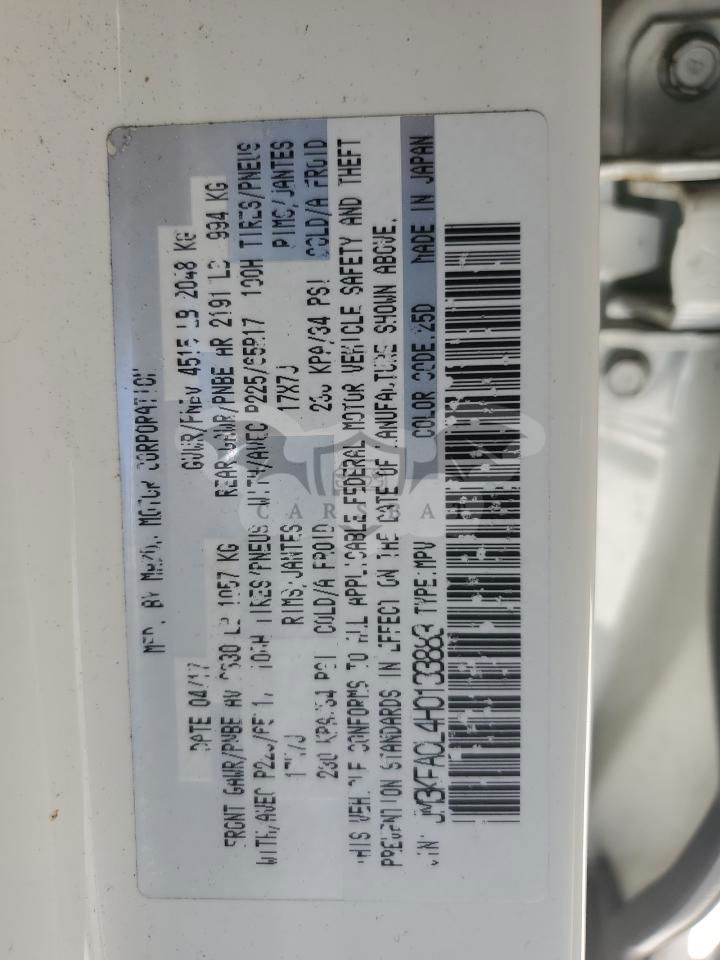 MFD. BY MAZDA MOTOR CORPORATION
DATE 04/17 GVWR/PNBV 4515 LB 2048 KG
FRONT GAWR/PNBE AV 2330 LB 1057 KG REAR GAWR/PNBE AR 2191 LB 994 KG
WITH/AVEC P225/65R17 100H TIRES/PNEUS WITH/AVEC P225/65R17 100H TIRES/PNEUS
17X7J RIMS/JANTES 17X7J RIMS/JANTES
230 KPA/34 PSI COLD/A FROID 230 KPA/34 PSI COLD/A FROID
THIS VEHICLE CONFORMS TO ALL APPLICABLE FEDERAL MOTOR VEHICLE SAFETY AND THEFT
PREVENTION STANDARDS IN EFFECT ON THE DATE OF MANUFACTURE SHOWN ABOVE.
VIN: JM3KFACL4H0133863 TYPE:MPV COLOR CODE:25D MADE IN JAPAN
CARSBA